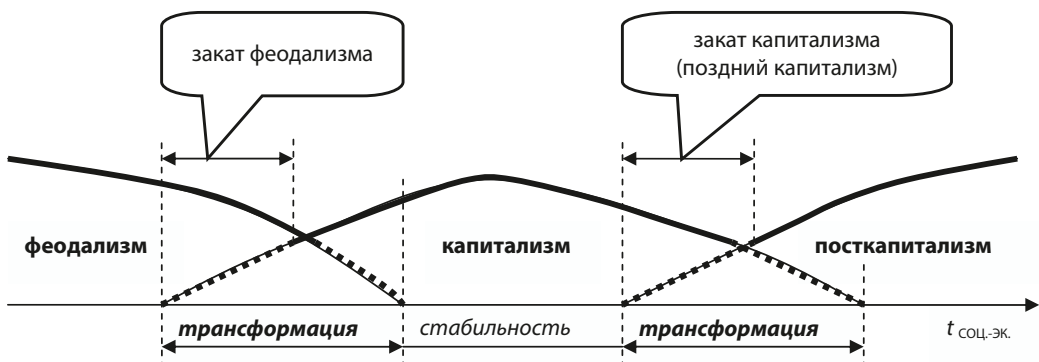 закат феодализма
закат капитализма
(поздний капитализм)
феодализм
капитализм
посткапитализм
трансформация
стабильность
трансформация
t СОЦ.-ЭК.